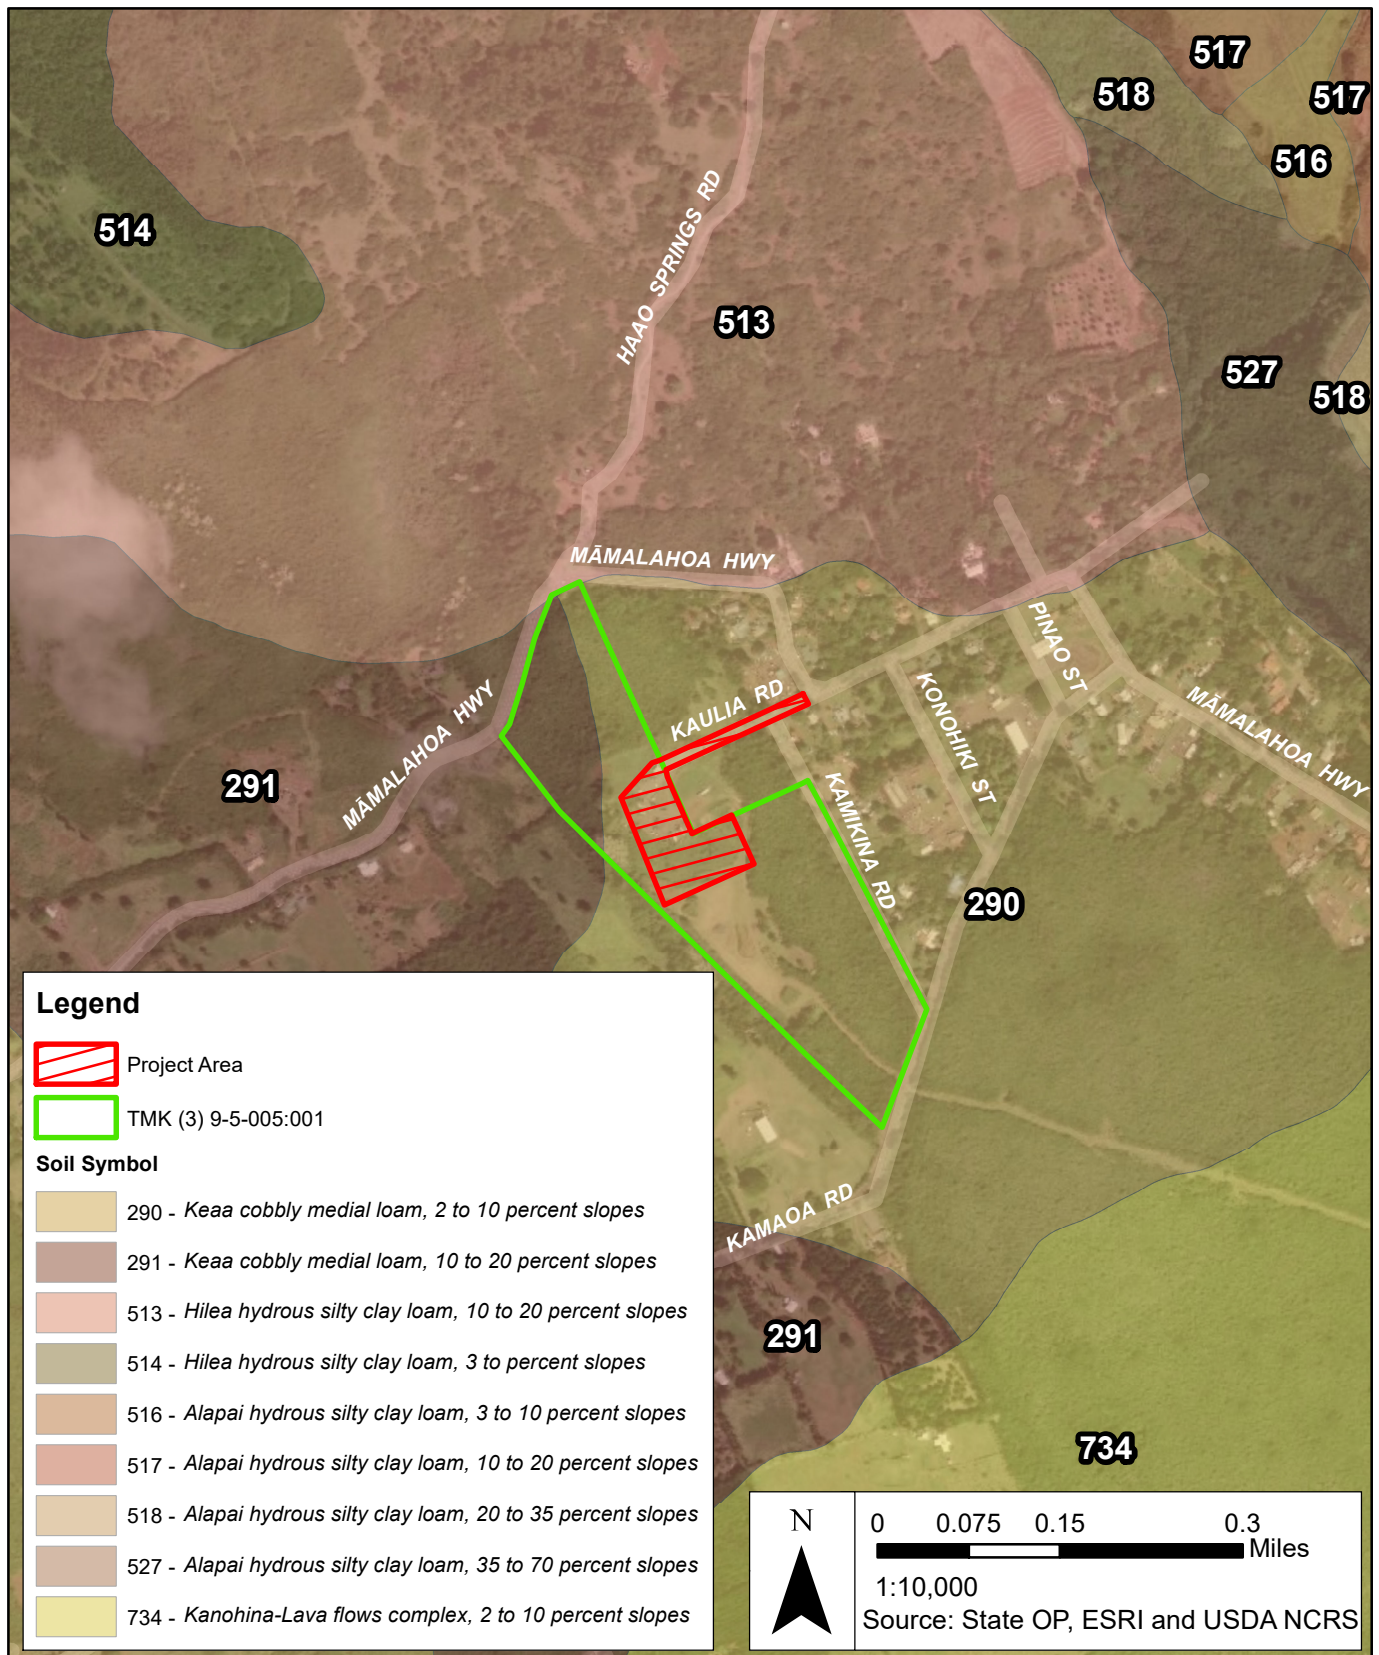 517
518
517
516
514
HAAO SPRINGS RD
513
527
518
MĀMALAHOA HWY
PINAO ST
KONOHIKI ST
KAULIA RD
MĀMALAHOA HWY
MĀMALAHOA HWY
291
KAMIKINA RD
290
KAMAOA RD
291
734
Legend
Project Area
TMK (3) 9-5-005:001
Soil Symbol
290 - Keaa cobbly medial loam, 2 to 10 percent slopes
291 - Keaa cobbly medial loam, 10 to 20 percent slopes
513 - Hilea hydrous silty clay loam, 10 to 20 percent slopes
514 - Hilea hydrous silty clay loam, 3 to percent slopes
516 - Alapai hydrous silty clay loam, 3 to 10 percent slopes
517 - Alapai hydrous silty clay loam, 10 to 20 percent slopes
518 - Alapai hydrous silty clay loam, 20 to 35 percent slopes
527 - Alapai hydrous silty clay loam, 35 to 70 percent slopes
734 - Kanohina-Lava flows complex, 2 to 10 percent slopes
N
0 0.075 0.15 0.3
Miles
1:10,000
Source: State OP, ESRI and USDA NCRS